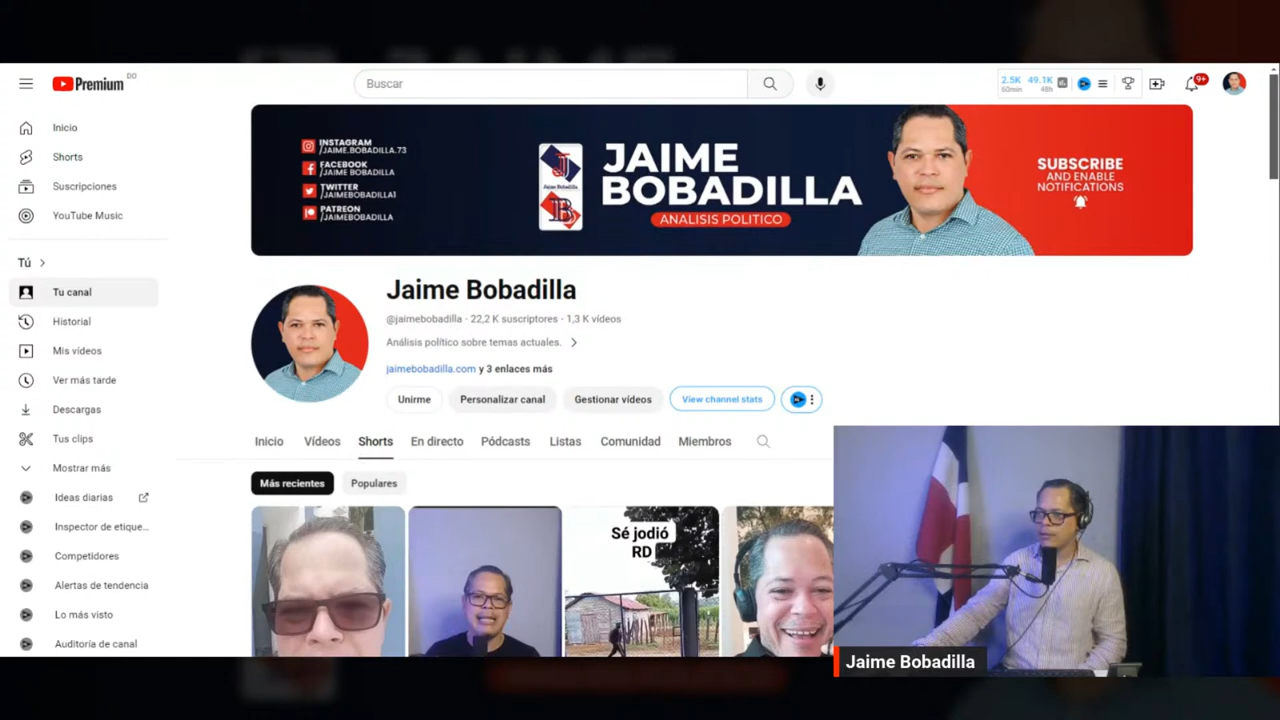 Premium DO
Buscar
2.5K 49.1K
60min 48h
9+
Inicio
Shorts
Suscripciones
YouTube Music
Tú
Tu canal
Historial
Mis vídeos
Ver más tarde
Descargas
Tus clips
Mostrar más
Ideas diarias
Inspector de etique...
Competidores
Alertas de tendencia
Lo más visto
Auditoría de canal
INSTAGRAM
/JAIME.BOBADILLA.73
FACEBOOK
/JAIME BOBADILLA
TWITTER
/JAIMEBOBADILLA1
PATREON
/JAIMEBOBADILLA
J
Jaime Bobadilla
B
JAIME
BOBADILLA
ANALISIS POLITICO
SUBSCRIBE
AND ENABLE
NOTIFICATIONS
Jaime Bobadilla
@jaimebobadilla · 22,2 K suscriptores · 1,3 K vídeos
Análisis político sobre temas actuales.
jaimebobadilla.com y 3 enlaces más
Unirme
Personalizar canal
Gestionar vídeos
View channel stats
Inicio
Vídeos
Shorts
En directo
Pódcasts
Listas
Comunidad
Miembros
Más recientes
Populares
Sé jodió
RD
Jaime Bobadilla